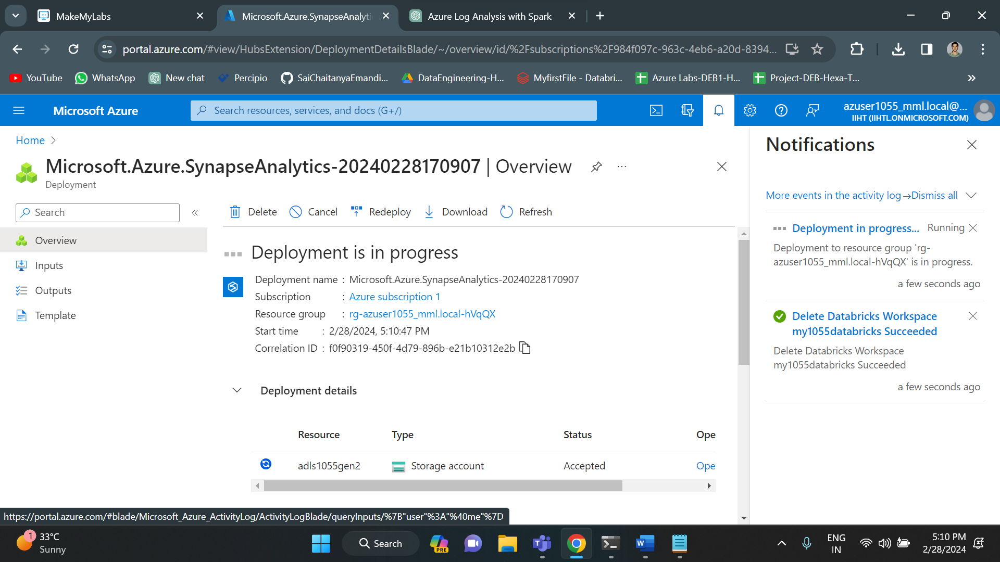 MakeMyLabs
Microsoft.Azure.SynapseAnalyti
Azure Log Analysis with Spark
portal.azure.com/#view/HubsExtension/DeploymentDetailsBlade/~/overview/id/%2Fsubscriptions%2F984f097c-963c-4eb6-a20d-8394...
YouTube
WhatsApp
New chat
Percipio
SaiChaitanyaEmandi...
DataEngineering-H...
MyfirstFile - Databri...
Azure Labs-DEB1-H...
Project-DEB-Hexa-T...
Microsoft Azure
Search resources, services, and docs (G+/)
azuser1055_mml.local@...
IIHT (IIHTL.ONMICROSOFT.COM)
Home
Microsoft.Azure.SynapseAnalytics-20240228170907 | Overview
Deployment
Search
Overview
Inputs
Outputs
Template
Delete
Cancel
Redeploy
Download
Refresh
Deployment is in progress
Deployment name : Microsoft.Azure.SynapseAnalytics-20240228170907
Subscription : Azure subscription 1
Resource group : rg-azuser1055_mml.local-hVqQX
Start time : 2/28/2024, 5:10:47 PM
Correlation ID : f0f90319-450f-4d79-896b-e21b10312e2b
Deployment details
Resource Type Status Ope
adls1055gen2 Storage account Accepted Ope
Notifications
More events in the activity log→ Dismiss all
Deployment in progress... Running
Deployment to resource group 'rg-
azuser1055_mml.local-hVqQX' is in progress.
a few seconds ago
Delete Databricks Workspace
my1055databricks Succeeded
Delete Databricks Workspace
my1055databricks Succeeded
a few seconds ago
https://portal.azure.com/#blade/Microsoft_Azure_ActivityLog/ActivityLogBlade/queryInputs/%7B"user"%3A"%40me"%7D
1
33°C
Sunny
Search
PRE
ENG
IN
5:10 PM
2/28/2024